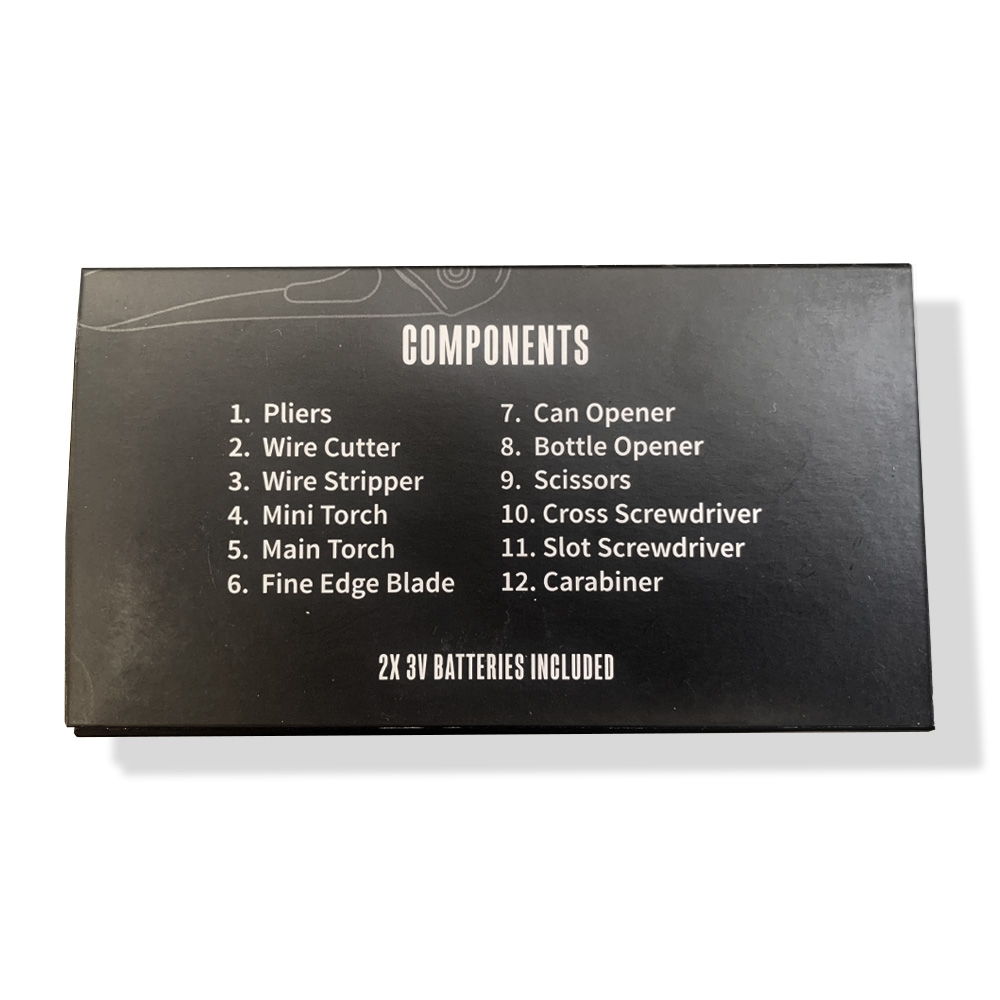 COMPONENTS
1. Pliers
2. Wire Cutter
3. Wire Stripper
4. Mini Torch
5. Main Torch
6. Fine Edge Blade
7. Can Opener
8. Bottle Opener
9. Scissors
10. Cross Screwdriver
11. Slot Screwdriver
12. Carabiner
2X 3V BATTERIES INCLUDED